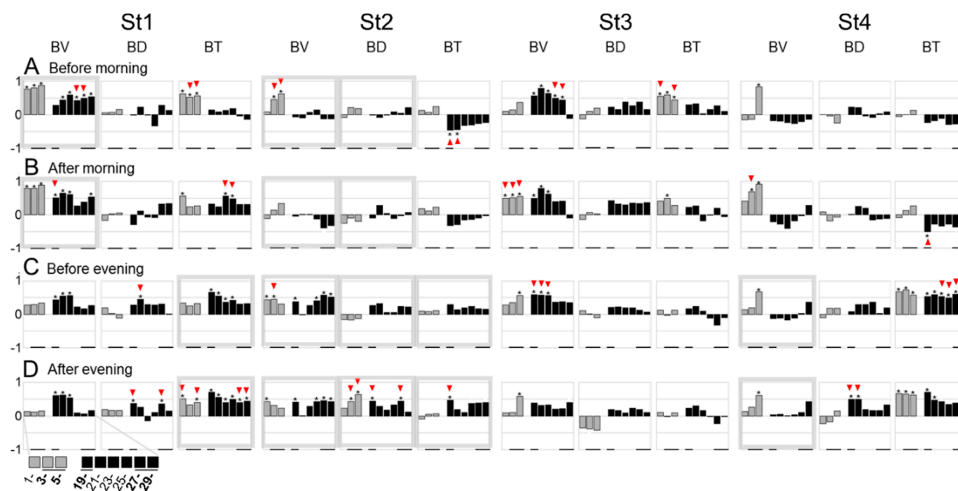 St1 St2 St3 St4
BV BD BT BV BD BT BV BD BT BV BD BT
A Before morning
1
0
-1
B After morning
1
0
-1
C Before evening
1
0
-1
D After evening
1
0
-1
1- 3- 5- 19- 21- 23- 25- 27- 29-